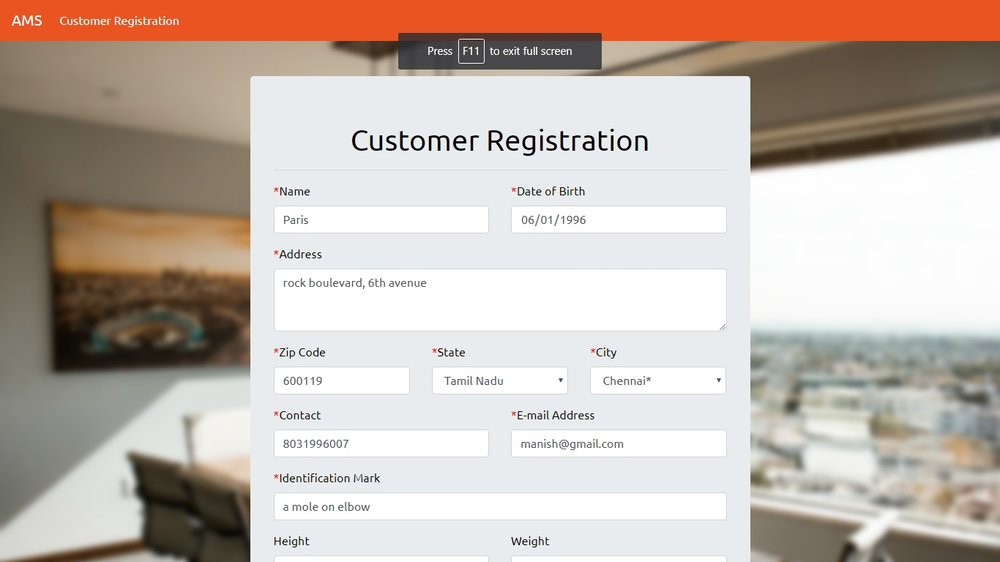 AMS Customer Registration
Press F11 to exit full screen
Customer Registration
*Name *Date of Birth
Paris 06/01/1996
*Address
rock boulevard, 6th avenue
*Zip Code *State *City
600119 Tamil Nadu Chennai*
*Contact *E-mail Address
8031996007 manish@gmail.com
*Identification Mark
a mole on elbow
Height Weight